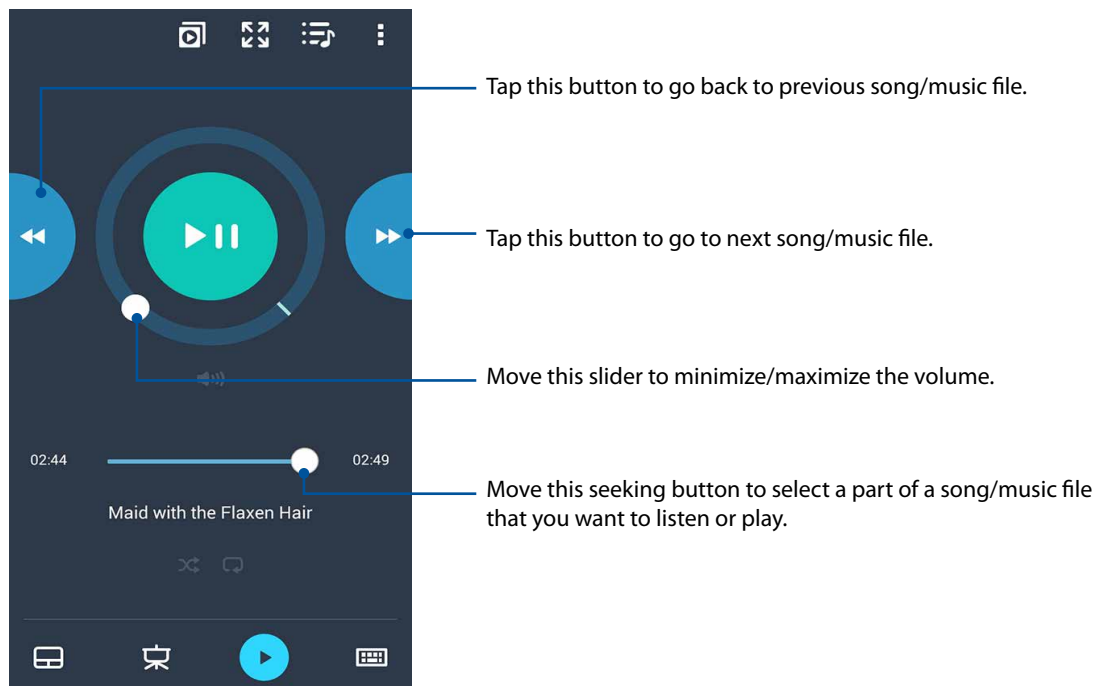 Tap this button to go back to previous song/music file.
Tap this button to go to next song/music file.
Move this slider to minimize/maximize the volume.
02:44
02:49
Move this seeking button to select a part of a song/music file
that you want to listen or play.
Maid with the Flaxen Hair